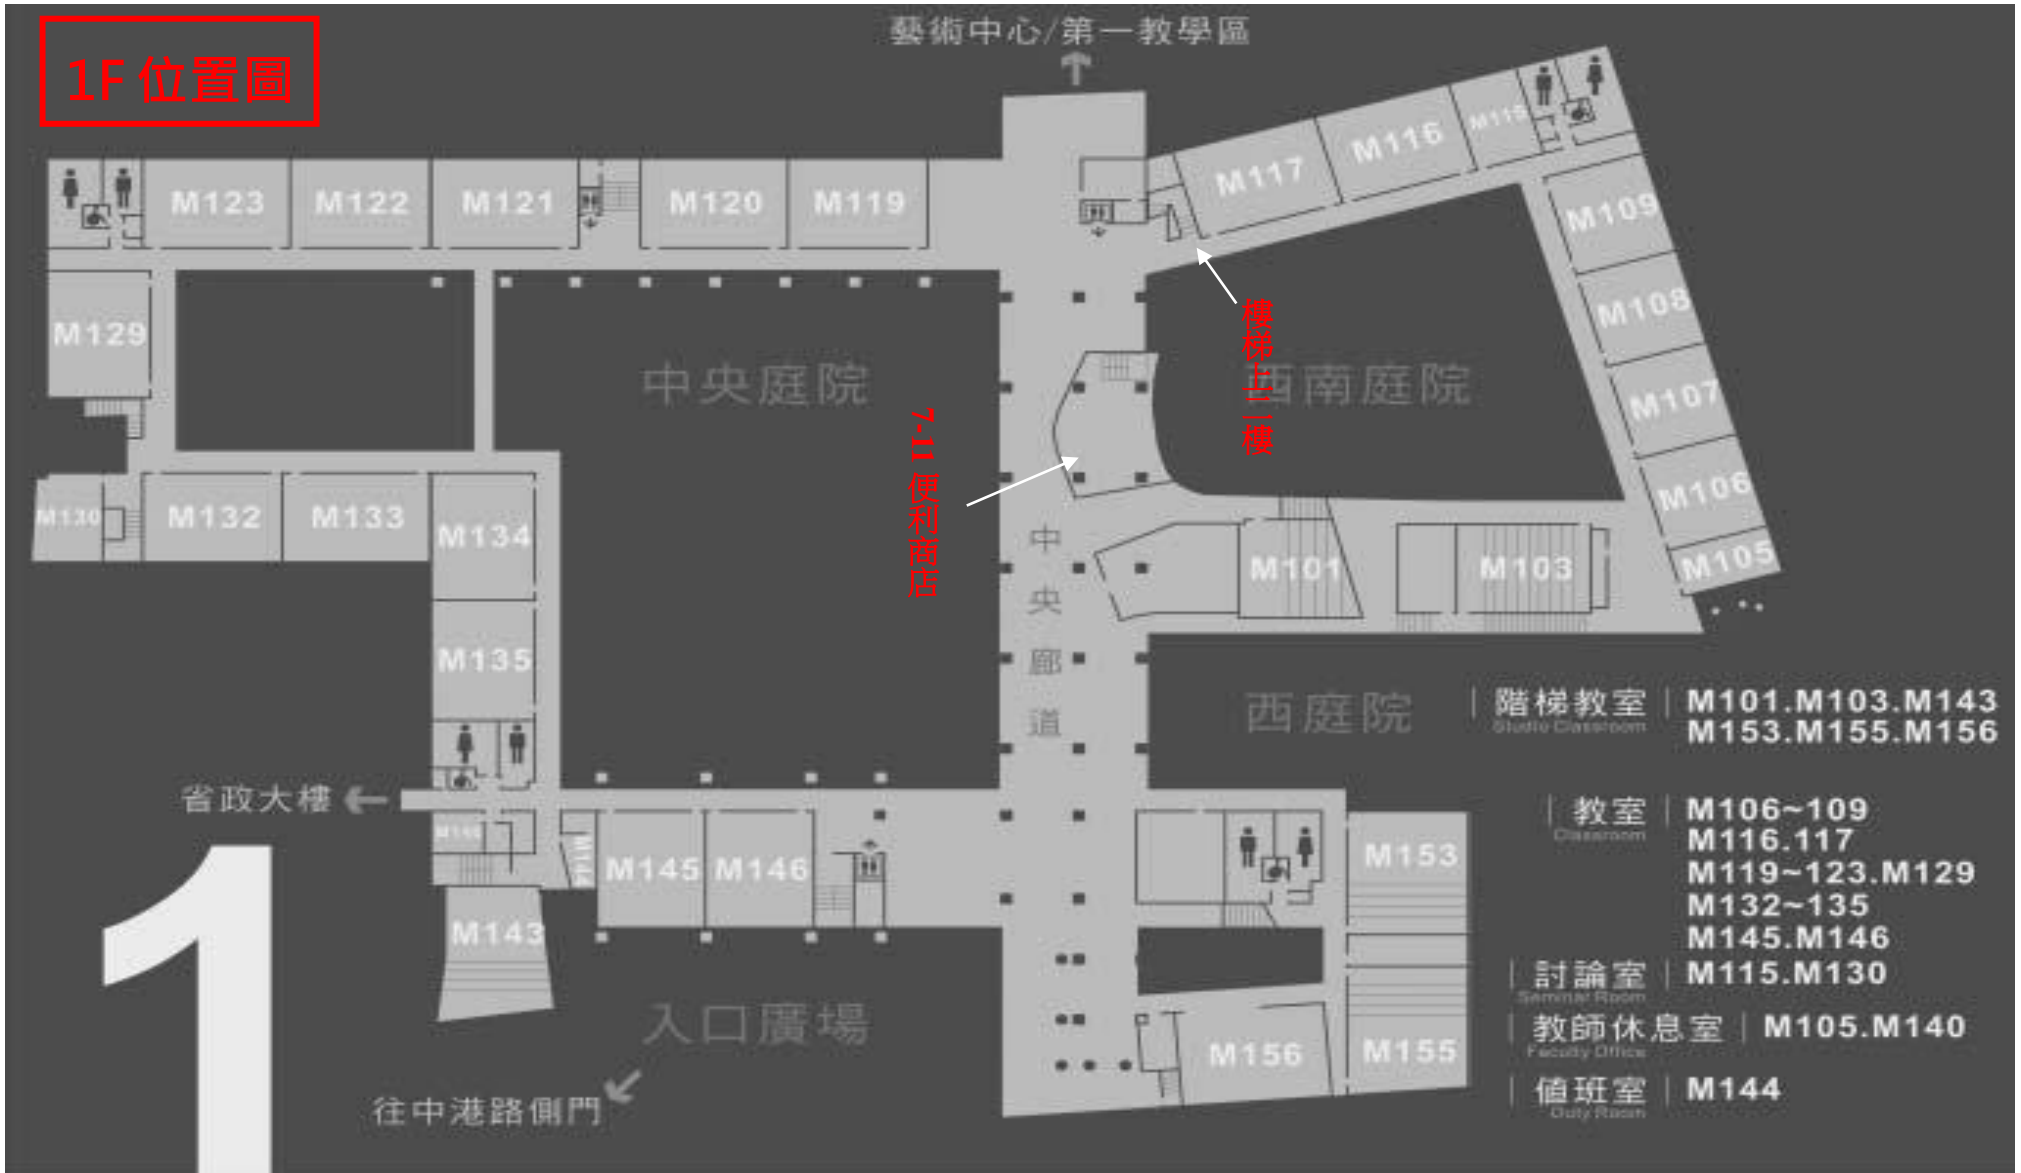 藝術中心/第一教學區
1F 位置圖
M123
M122
M121
M120
M119
M117
M116
M115
M109
M108
M107
M106
M105
M129
中央庭院
西南庭院
樓梯上二樓
7-11 便利商店
M130
M132
M133
M134
M135
中央廊道
M101
M103
西庭院
省政大樓
M140
M144
M145
M146
M143
M153
M155
M156
入口廣場
往中港路側門
1
階梯教室 M101.M103.M143
Studio Classroom M153.M155.M156
教室 M106~109
Classroom M116.117
M119~123.M129
M132~135
M145.M146
討論室 M115.M130
Seminar Room
教師休息室 M105.M140
Faculty Office
値班室 M144
Duty Room